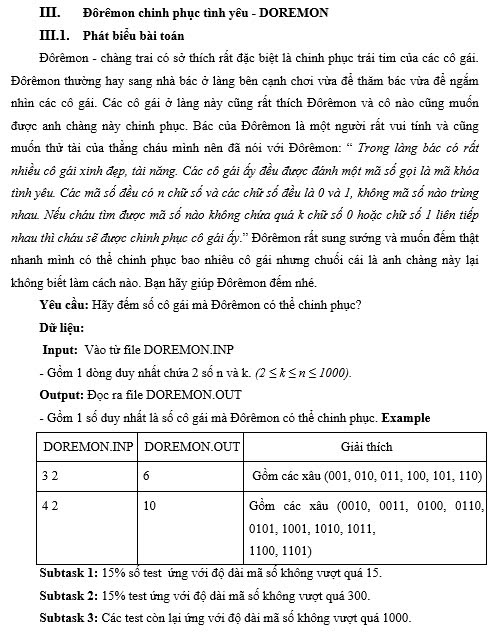 III. Đôrêmon chinh phục tình yêu - DOREMON
III.1. Phát biểu bài toán
Đôrêmon - chàng trai có sở thích rất đặc biệt là chinh phục trái tim của các cô gái.
Đôrêmon thường hay sang nhà bác ở làng bên cạnh chơi vừa để thăm bác vừa để ngắm
nhìn các cô gái. Các cô gái ở làng này cũng rất thích Đôrêmon và cô nào cũng muốn
được anh chàng này chinh phục. Bác của Đôrêmon là một người rất vui tính và cũng
muốn thử tài của thằng cháu mình nên đã nói với Đôrêmon: “ Trong làng bác có rất
nhiều cô gái xinh đẹp, tài năng. Các cô gái ấy đều được đánh một mã số gọi là mã khóa
tình yêu. Các mã số đều có n chữ số và các chữ số đều là 0 và 1, không mã số nào trùng
nhau. Nếu cháu tìm được mã số nào không chứa quá k chữ số 0 hoặc chữ số 1 liên tiếp
nhau thì cháu sẽ được chinh phục cô gái ấy.” Đôrêmon rất sung sướng và muốn đếm thật
nhanh mình có thể chinh phục bao nhiêu cô gái nhưng chuỗi cái là anh chàng này lại
không biết làm cách nào. Bạn hãy giúp Đôrêmon đếm nhé.
Yêu cầu: Hãy đếm số cô gái mà Đôrêmon có thể chinh phục?
Dữ liệu:
Input: Vào từ file DOREMON.INP
- Gồm 1 dòng duy nhất chứa 2 số n và k. (2 ≤ k ≤ n ≤ 1000).
Output: Đọc ra file DOREMON.OUT
- Gồm 1 số duy nhất là số cô gái mà Đôrêmon có thể chinh phục. Example
DOREMON.INP DOREMON.OUT Giải thích
3 2 6 Gồm các xâu (001, 010, 011, 100, 101, 110)
4 2 10 Gồm các xâu (0010, 0011, 0100, 0110,
0101, 1001, 1010, 1011,
1100, 1101)
Subtask 1: 15% số test ứng với độ dài mã số không vượt quá 15.
Subtask 2: 15% test ứng với độ dài mã số không vượt quá 300.
Subtask 3: Các test còn lại ứng với độ dài mã số không vượt quá 1000.